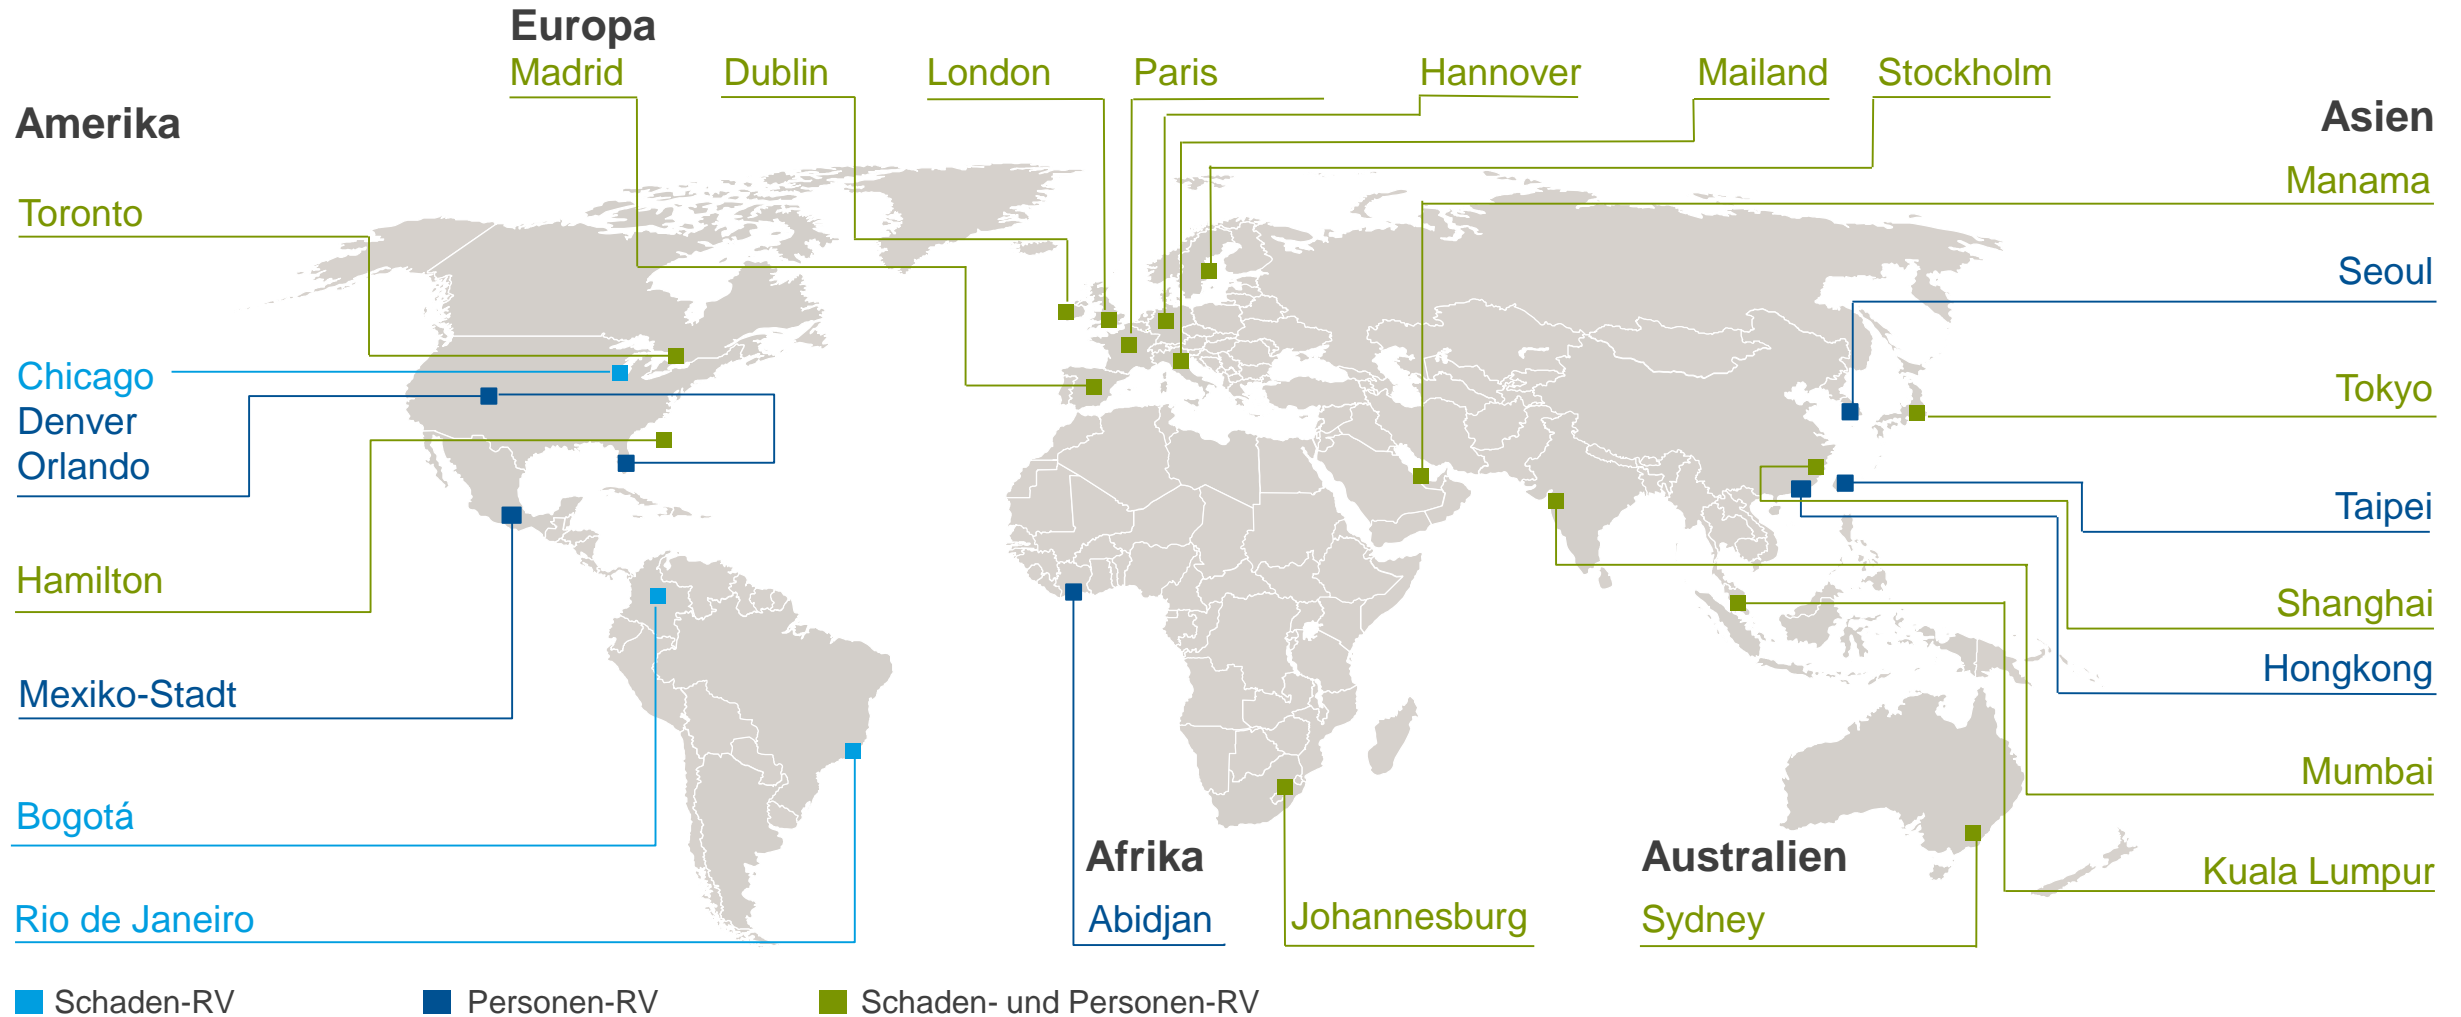 Europa
Madrid
Dublin
London
Paris
Hannover
Mailand
Stockholm
Amerika
Toronto
Chicago
Denver
Orlando
Hamilton
Mexiko-Stadt
Bogotá
Rio de Janeiro
Asien
Manama
Seoul
Tokyo
Taipei
Shanghai
Hongkong
Mumbai
Kuala Lumpur
Afrika
Abidjan
Johannesburg
Australien
Sydney
Schaden-RV
Personen-RV
Schaden- und Personen-RV